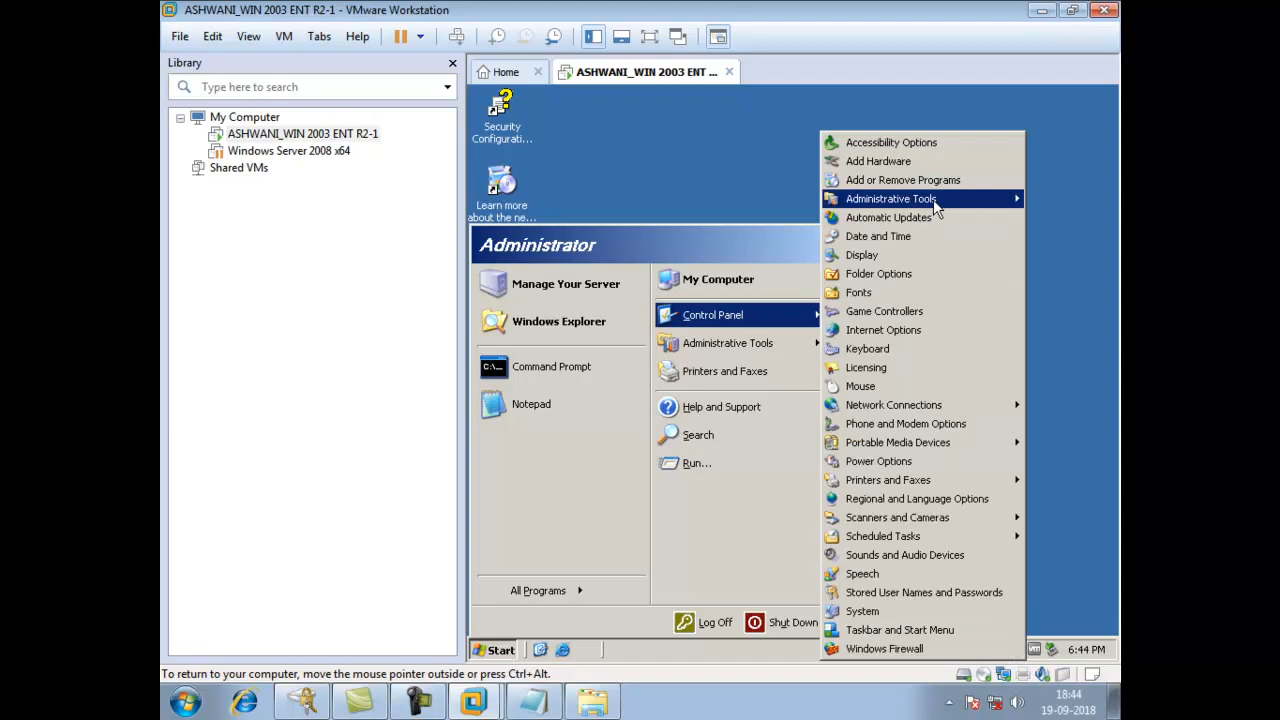 ASHWANI_WIN 2003 ENT R2-1 - VMware Workstation
File Edit View VM Tabs Help
Library
Type here to search
My Computer
ASHWANI_WIN 2003 ENT R2-1
Windows Server 2008 x64
Shared VMs
Home
ASHWANI_WIN 2003 ENT ...
Security
Configurati...
Learn more
about the ne...
Administrator
Manage Your Server
Windows Explorer
C:\_
Command Prompt
Notepad
All Programs
My Computer
Control Panel
Administrative Tools
Printers and Faxes
Help and Support
Search
Run...
Log Off
Shut Down
Accessibility Options
Add Hardware
Add or Remove Programs
Administrative Tools
Automatic Updates
Date and Time
Display
Folder Options
Fonts
Game Controllers
Internet Options
Keyboard
Licensing
Mouse
Network Connections
Phone and Modem Options
Portable Media Devices
Power Options
Printers and Faxes
Regional and Language Options
Scanners and Cameras
Scheduled Tasks
Sounds and Audio Devices
Speech
Stored User Names and Passwords
System
Taskbar and Start Menu
Windows Firewall
Start
6:44 PM
To return to your computer, move the mouse pointer outside or press Ctrl+Alt.
18:44
19-09-2018